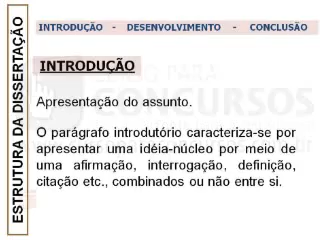 ESTRUTURA DA DISSERTAÇÃO
INTRODUÇÃO - DESENVOLVIMENTO - CONCLUSÃO
INTRODUÇÃO
Apresentação do assunto.
O parágrafo introdutório caracteriza-se por
apresentar uma idéia-núcleo por meio de
uma afirmação, interrogação, definição,
citação etc., combinados ou não entre si.
CONCURSOS